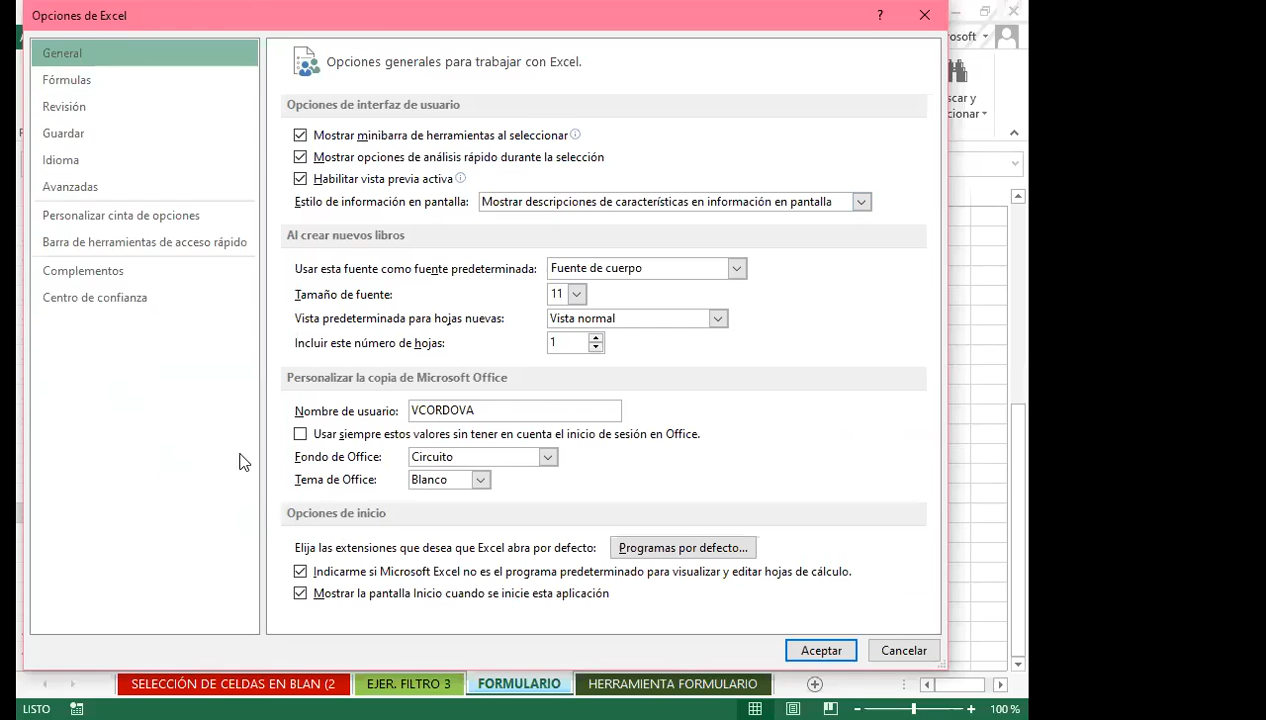 Opciones de Excel
?
osoft
General
Fórmulas
Revisión
Guardar
Idioma
Avanzadas
Personalizar cinta de opciones
Barra de herramientas de acceso rápido
Complementos
Centro de confianza
Opciones generales para trabajar con Excel.
Opciones de interfaz de usuario
Mostrar minibarra de herramientas al seleccionar
Mostrar opciones de análisis rápido durante la selección
Habilitar vista previa activa
Estilo de información en pantalla: Mostrar descripciones de características en información en pantalla
Al crear nuevos libros
Usar esta fuente como fuente predeterminada: Fuente de cuerpo
Tamaño de fuente: 11
Vista predeterminada para hojas nuevas: Vista normal
Incluir este número de hojas: 1
Personalizar la copia de Microsoft Office
Nombre de usuario: VCORDOVA
Usar siempre estos valores sin tener en cuenta el inicio de sesión en Office.
Fondo de Office: Circuito
Tema de Office: Blanco
Opciones de inicio
Elija las extensiones que desea que Excel abra por defecto: Programas por defecto...
Indicarme si Microsoft Excel no es el programa predeterminado para visualizar y editar hojas de cálculo.
Mostrar la pantalla Inicio cuando se inicie esta aplicación
Aceptar Cancelar
scar y
cionar
SELECCIÓN DE CELDAS EN BLAN (2 EJER. FILTRO 3 FORMULARIO HERRAMIENTA FORMULARIO
LISTO 100 %